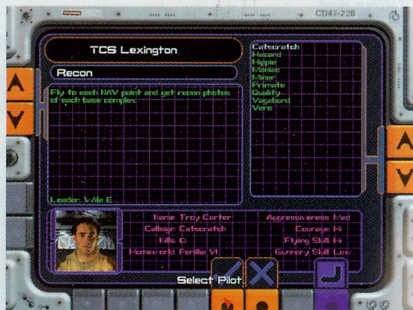 CD47-228
TCS Lexington
Recon
Fly to each NAV point and get recon photos
of each base complex.
Leader: Wile E
Catscratch
Hazard
Hippie
Maniac
Miner
Primate
Quality
Vagabond
Vero
Name Troy Carter
Callsign Catscratch
Kills 0
Homeworld Perilla VI
Aggressiveness Med
Courage Hi
Flying Skill Hi
Gunnery Skill Low
Select Pilot